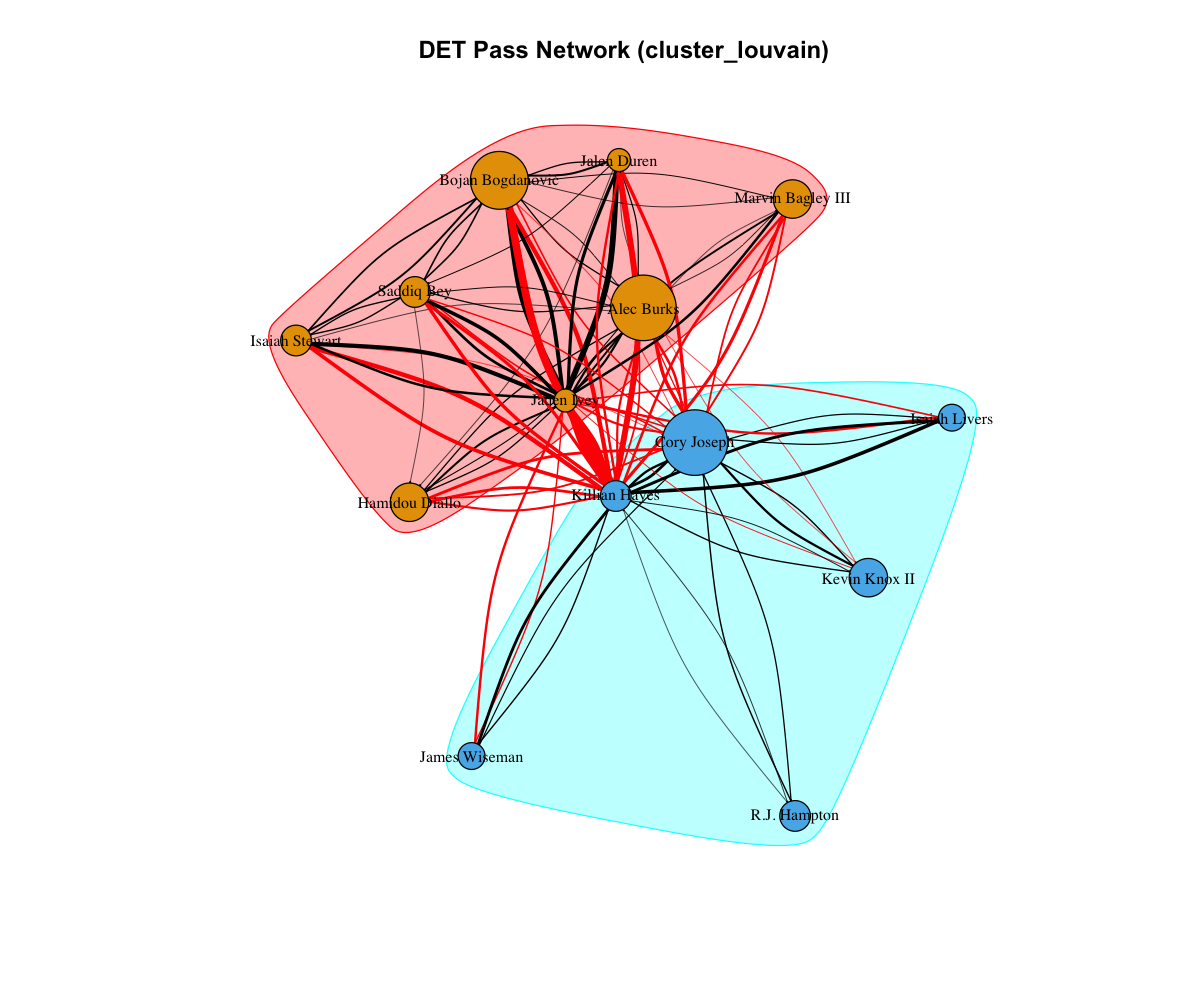 DET Pass Network (cluster_louvain)
Jalen Duren
Bojan Bogdanovic
Marvin Bagley III
Saddiq Bey
Alec Burks
Isaiah Stewart
Jaden Ivey
Isaiah Livers
Cory Joseph
Killian Hayes
Hamidou Diallo
Kevin Knox II
James Wiseman
R.J. Hampton